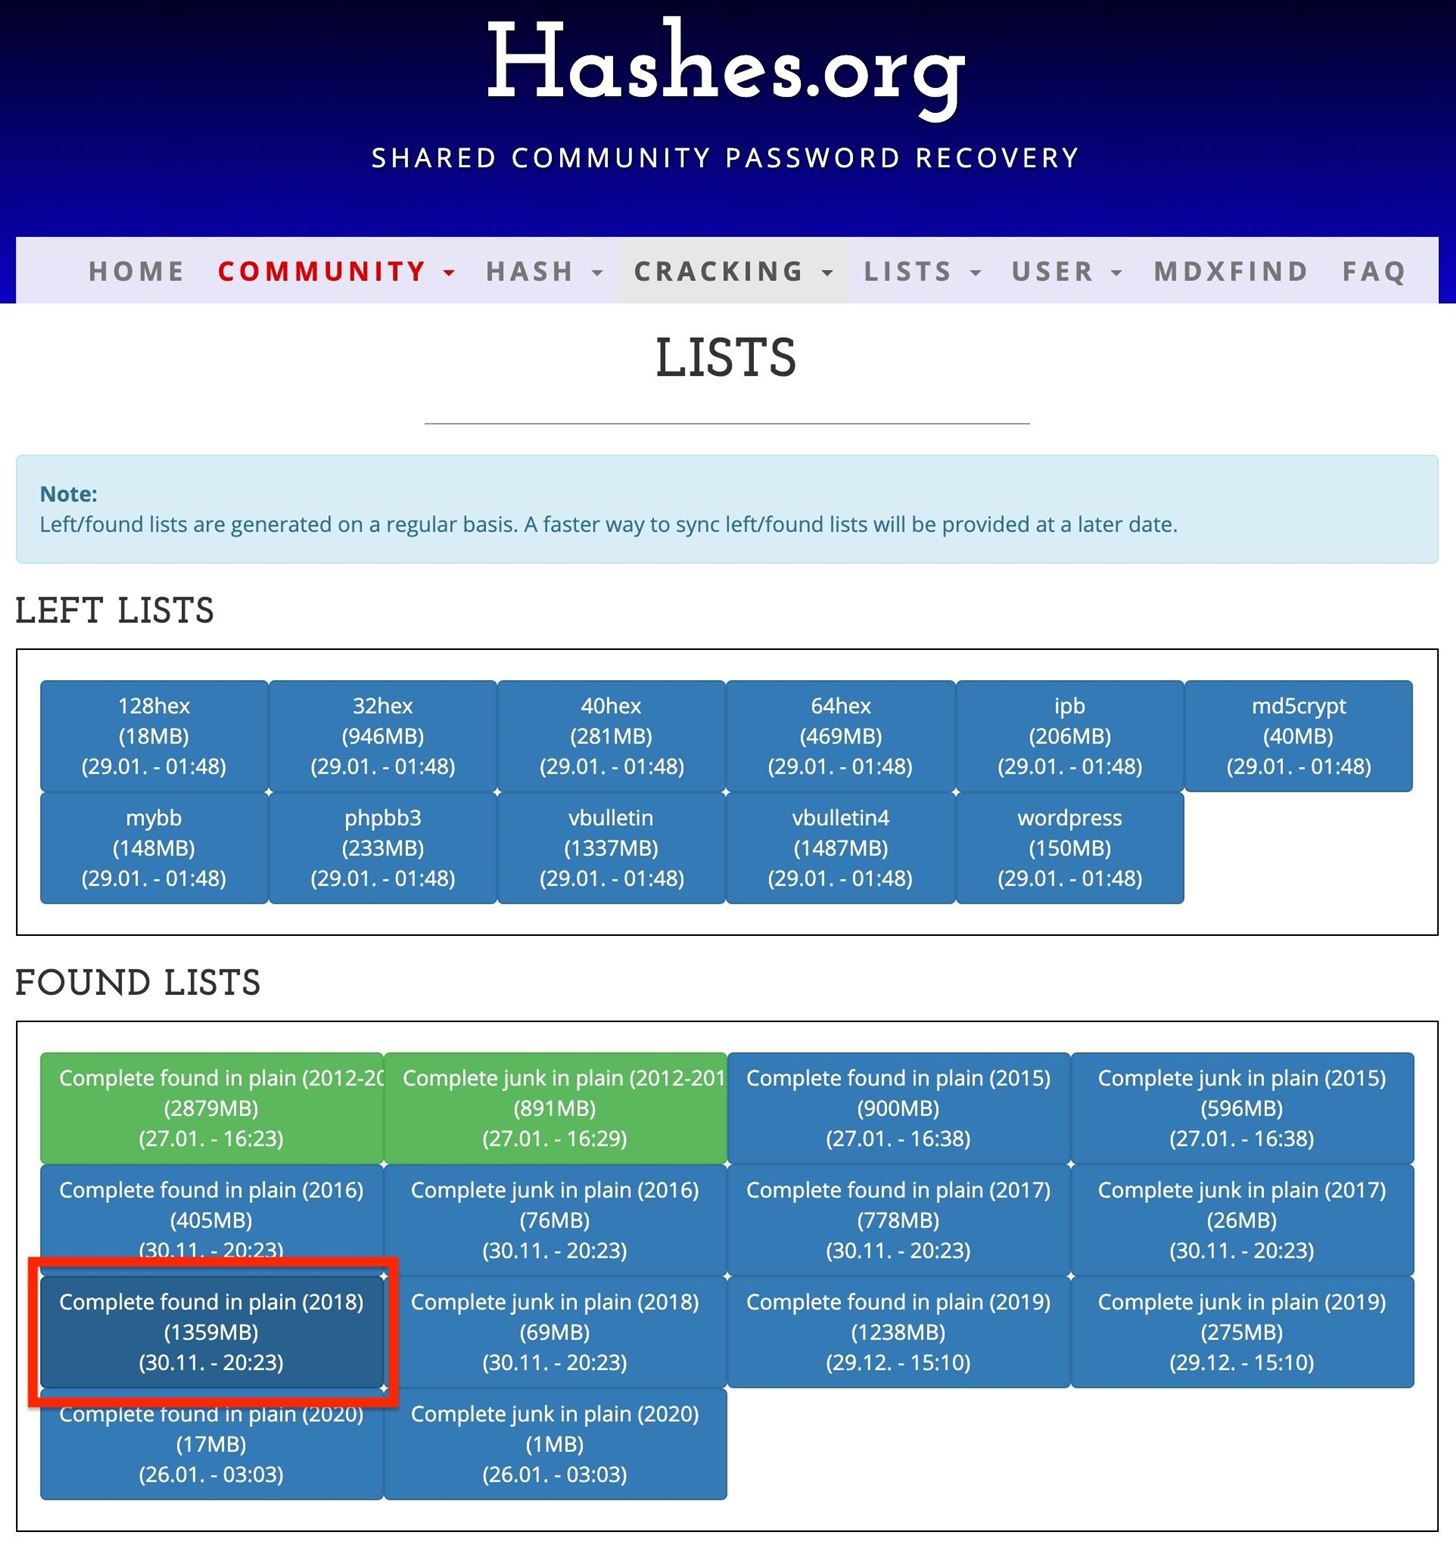 Hashes.org
SHARED COMMUNITY PASSWORD RECOVERY
HOME COMMUNITY HASH CRACKING LISTS USER MDXFIND FAQ
LISTS
Note:
Left/found lists are generated on a regular basis. A faster way to sync left/found lists will be provided at a later date.
LEFT LISTS
128hex
(18MB)
(29.01. - 01:48)
32hex
(946MB)
(29.01. - 01:48)
40hex
(281MB)
(29.01. - 01:48)
64hex
(469MB)
(29.01. - 01:48)
ipb
(206MB)
(29.01. - 01:48)
md5crypt
(40MB)
(29.01. - 01:48)
mybb
(148MB)
(29.01. - 01:48)
phpbb3
(233MB)
(29.01. - 01:48)
vbulletin
(1337MB)
(29.01. - 01:48)
vbulletin4
(1487MB)
(29.01. - 01:48)
wordpress
(150MB)
(29.01. - 01:48)
FOUND LISTS
Complete found in plain (2012-20
(2879MB)
(27.01. - 16:23)
Complete junk in plain (2012-201
(891MB)
(27.01. - 16:29)
Complete found in plain (2015)
(900MB)
(27.01. - 16:38)
Complete junk in plain (2015)
(596MB)
(27.01. - 16:38)
Complete found in plain (2016)
(405MB)
(30.11. - 20:23)
Complete junk in plain (2016)
(76MB)
(30.11. - 20:23)
Complete found in plain (2017)
(778MB)
(30.11. - 20:23)
Complete junk in plain (2017)
(26MB)
(30.11. - 20:23)
Complete found in plain (2018)
(1359MB)
(30.11. - 20:23)
Complete junk in plain (2018)
(69MB)
(30.11. - 20:23)
Complete found in plain (2019)
(1238MB)
(29.12. - 15:10)
Complete junk in plain (2019)
(275MB)
(29.12. - 15:10)
Complete found in plain (2020)
(17MB)
(26.01. - 03:03)
Complete junk in plain (2020)
(1MB)
(26.01. - 03:03)